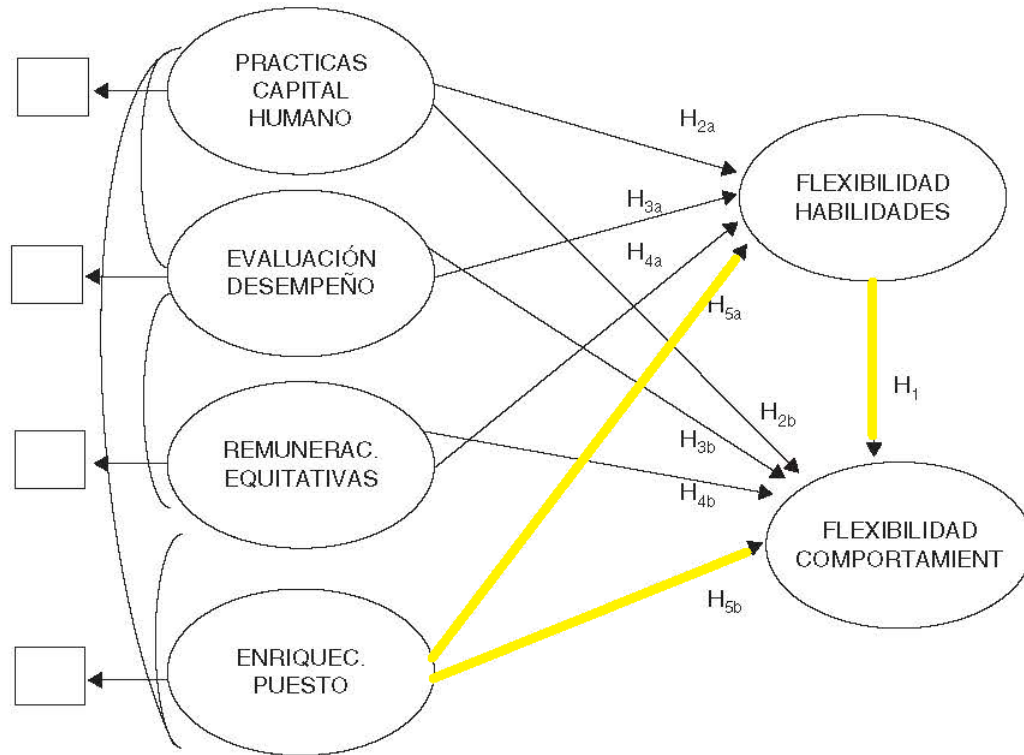 PRACTICAS
CAPITAL
HUMANO
EVALUACIÓN
DESEMPEÑO
REMUNERAC.
EQUITATIVAS
ENRIQUEC.
PUESTO
H2a
H3a
H4a
H5a
H2b
H3b
H4b
H5b
FLEXIBILIDAD
HABILIDADES
H1
FLEXIBILIDAD
COMPORTAMIENT